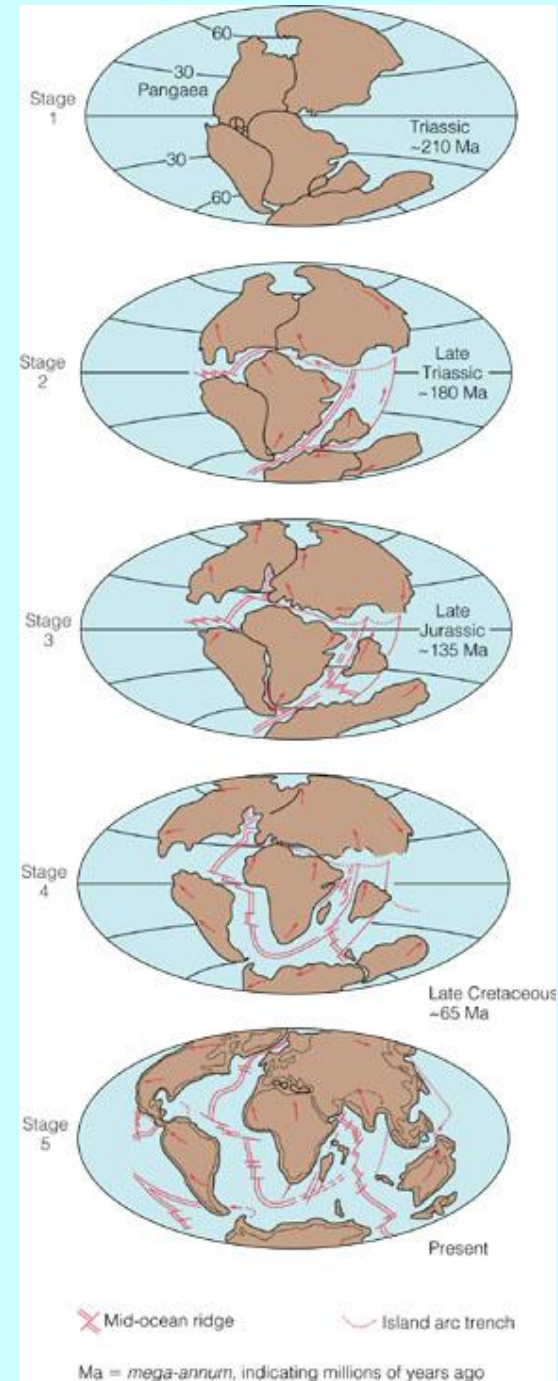 60
30
Pangaea
Stage
1
Triassic
~210 Ma
30
60
Stage
2
Late
Triassic
~180 Ma
Stage
3
Late
Jurassic
~135 Ma
Stage
4
Late Cretaceous
~65 Ma
Stage
5
Present
Mid-ocean ridge
Island arc trench
Ma = mega-annum, indicating millions of years ago